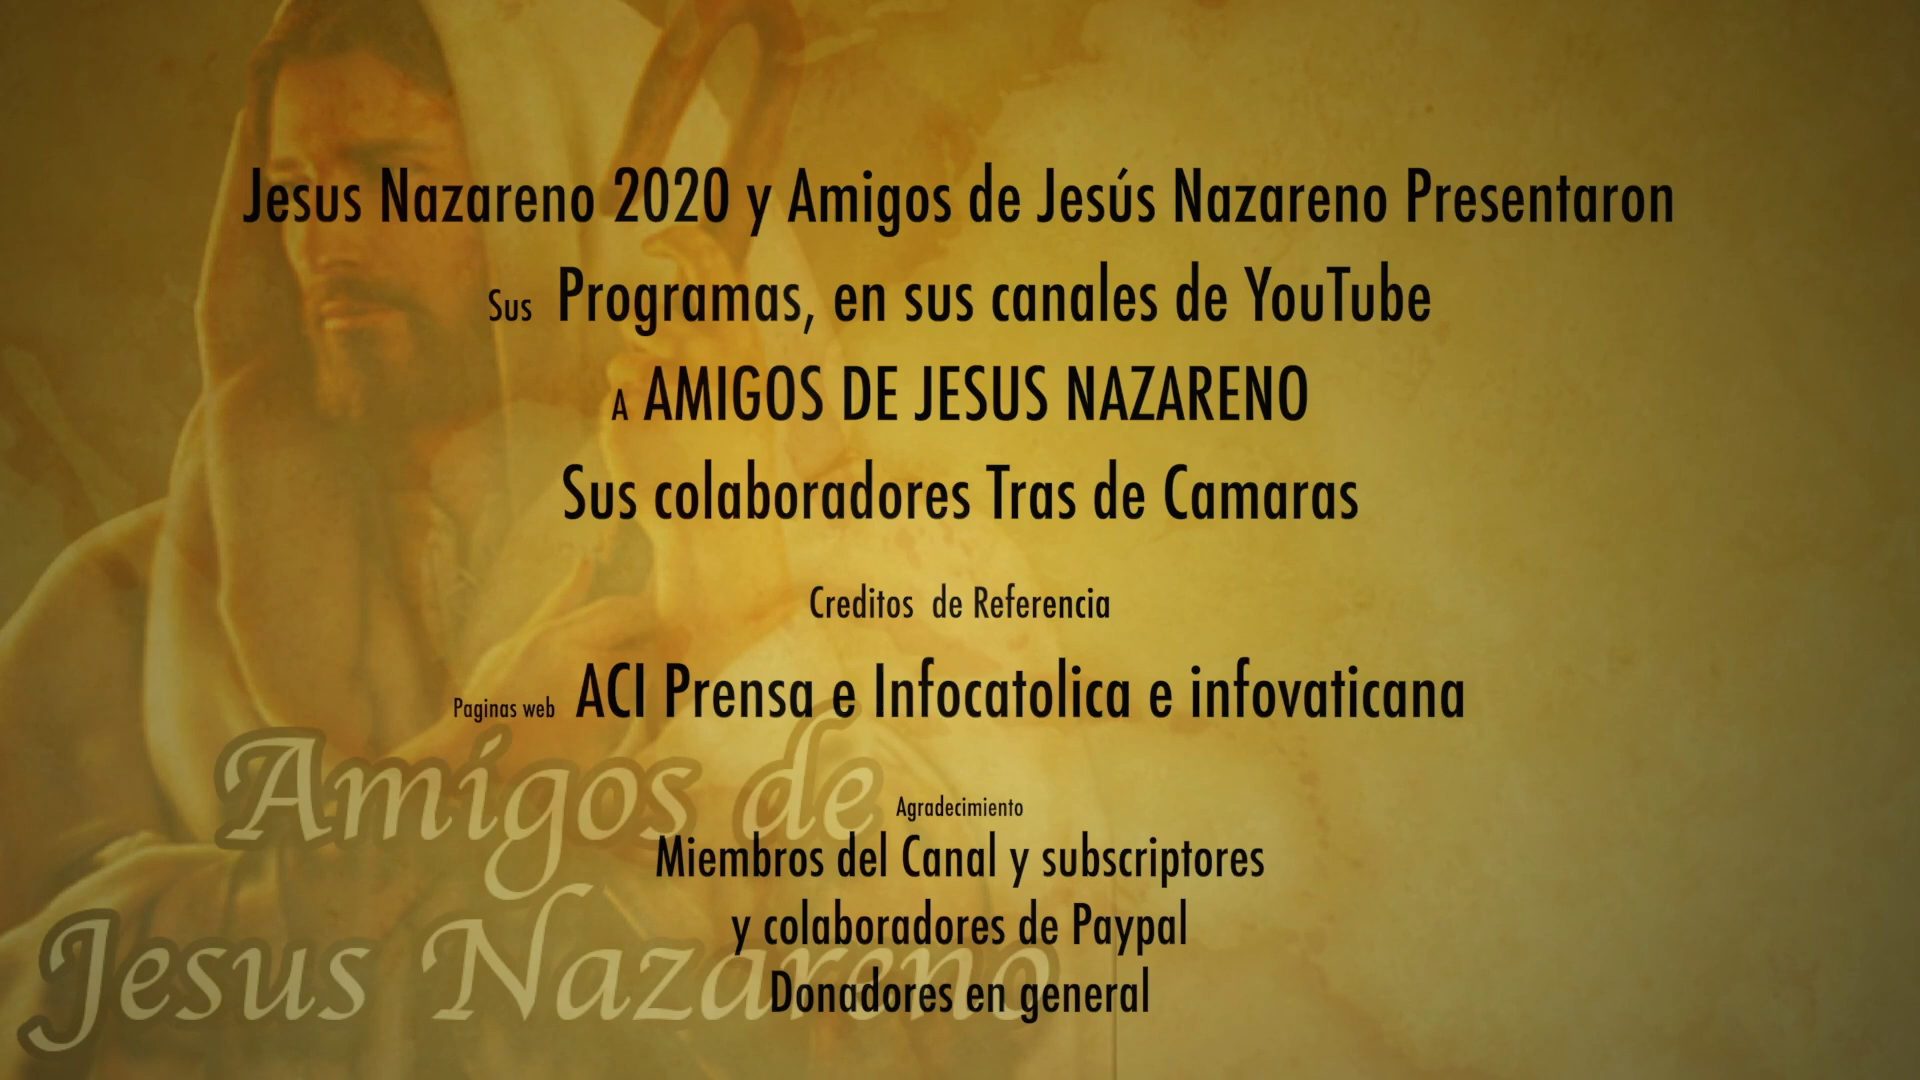 Jesus Nazareno 2020 y Amigos de Jesús Nazareno Presentaron
Sus Programas, en sus canales de YouTube
A AMIGOS DE JESUS NAZARENO
Sus colaboradores Tras de Camaras
Creditos de Referencia
Paginas web ACI Prensa e Infocatolica e infovaticana
Agradecimiento
Miembros del Canal y subscriptores
y colaboradores de Paypal
Donadores en general
Amigos de
Jesus Nazareno